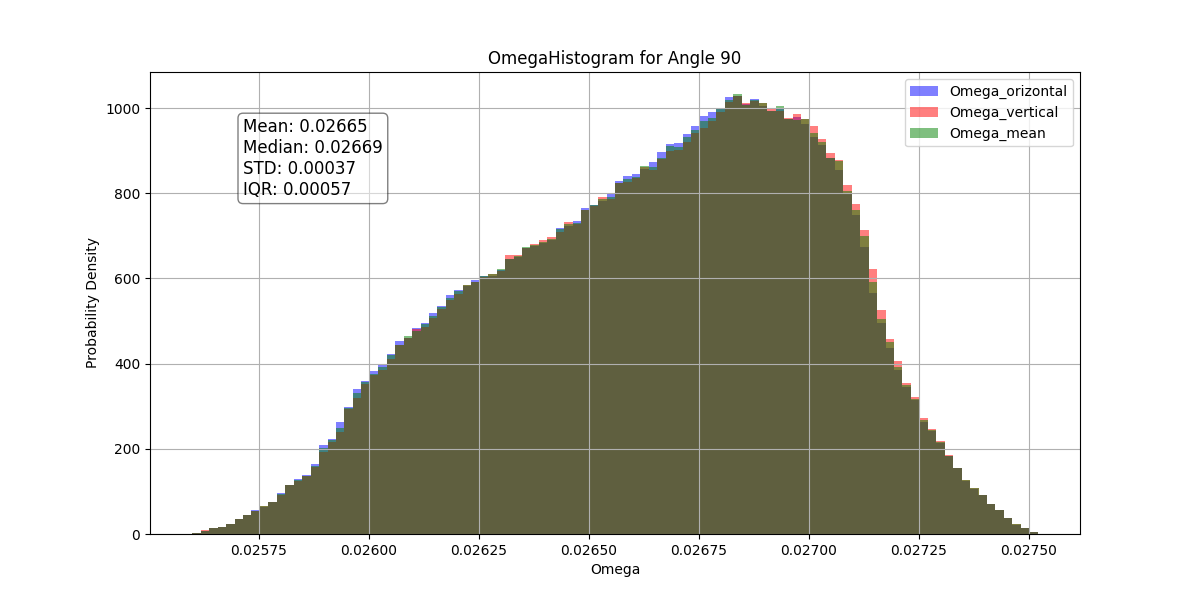 OmegaHistogram for Angle 90
Omega_orizontal
Omega_vertical
Omega_mean
Mean: 0.02665
Median: 0.02669
STD: 0.00037
IQR: 0.00057
Probability Density
1000
800
600
400
200
0
0.02575 0.02600 0.02625 0.02650 0.02675 0.02700 0.02725 0.02750
Omega